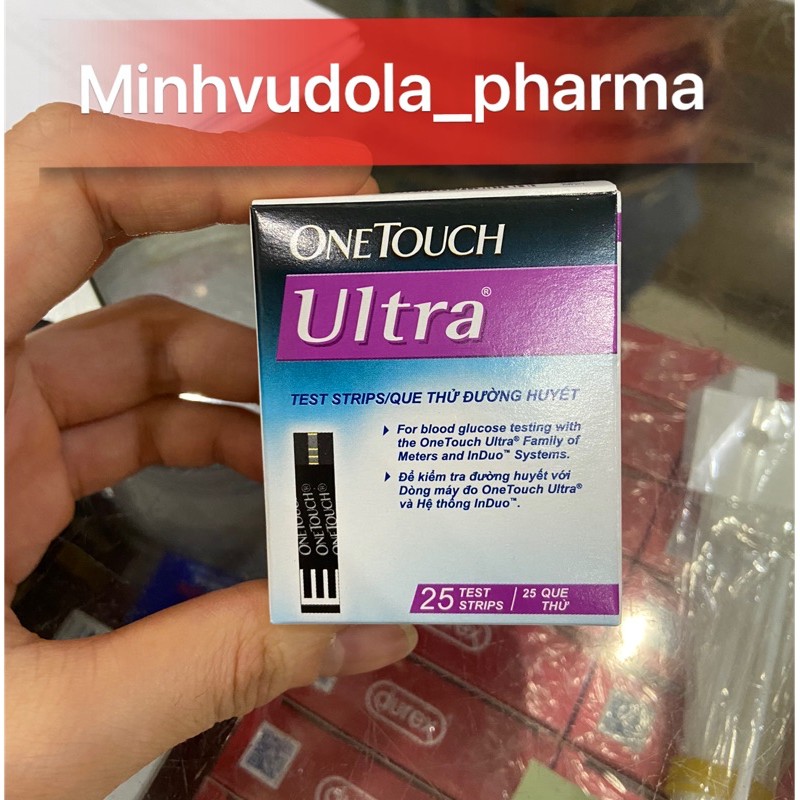 Minhvudola_pharma
ONETOUCH
Ultra®
TEST STRIPS/QUE THỬ ĐƯỜNG HUYẾT
For blood glucose testing with
the OneTouch Ultra® Family of
Meters and InDuo™ Systems.
Để kiểm tra đường huyết với
Dòng máy đo OneTouch Ultra®
và Hệ thống InDuo™.
ONETOUCH®
ONETOUCH®
ONETOUCH
25 TEST STRIPS | 25 QUE THỬ
durex